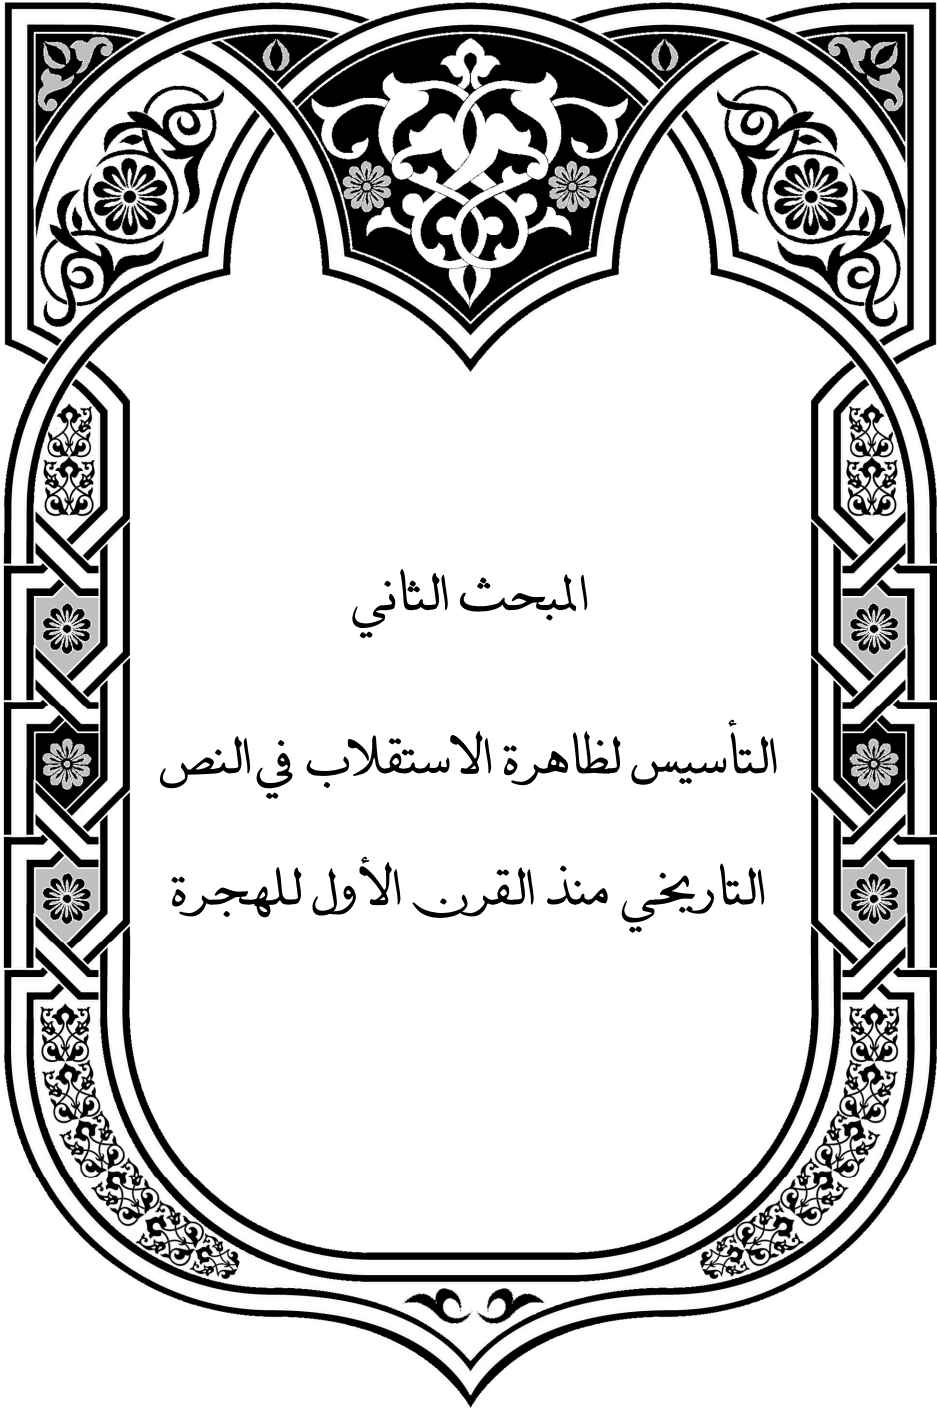 المبحث الثاني
التأسيس لظاهرة الاستقلاب في النص
التاريخي منذ القرن الأول للهجرة